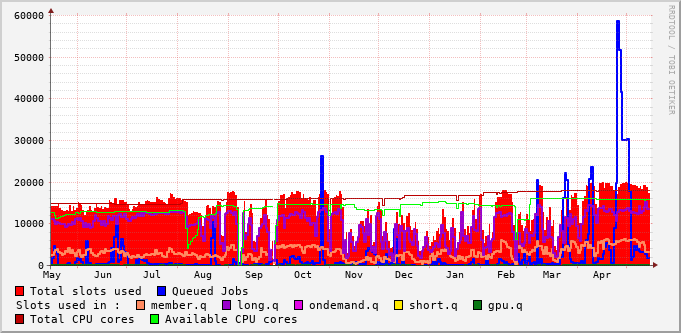 60000
50000
40000
30000
20000
10000
0
May Jun Jul Aug Sep Oct Nov Dec Jan Feb Mar Apr
RRDTOOL / TOBI OETIKER
Total slots used Queued Jobs
Slots used in : member.q long.q ondemand.q short.q gpu.q
Total CPU cores Available CPU cores